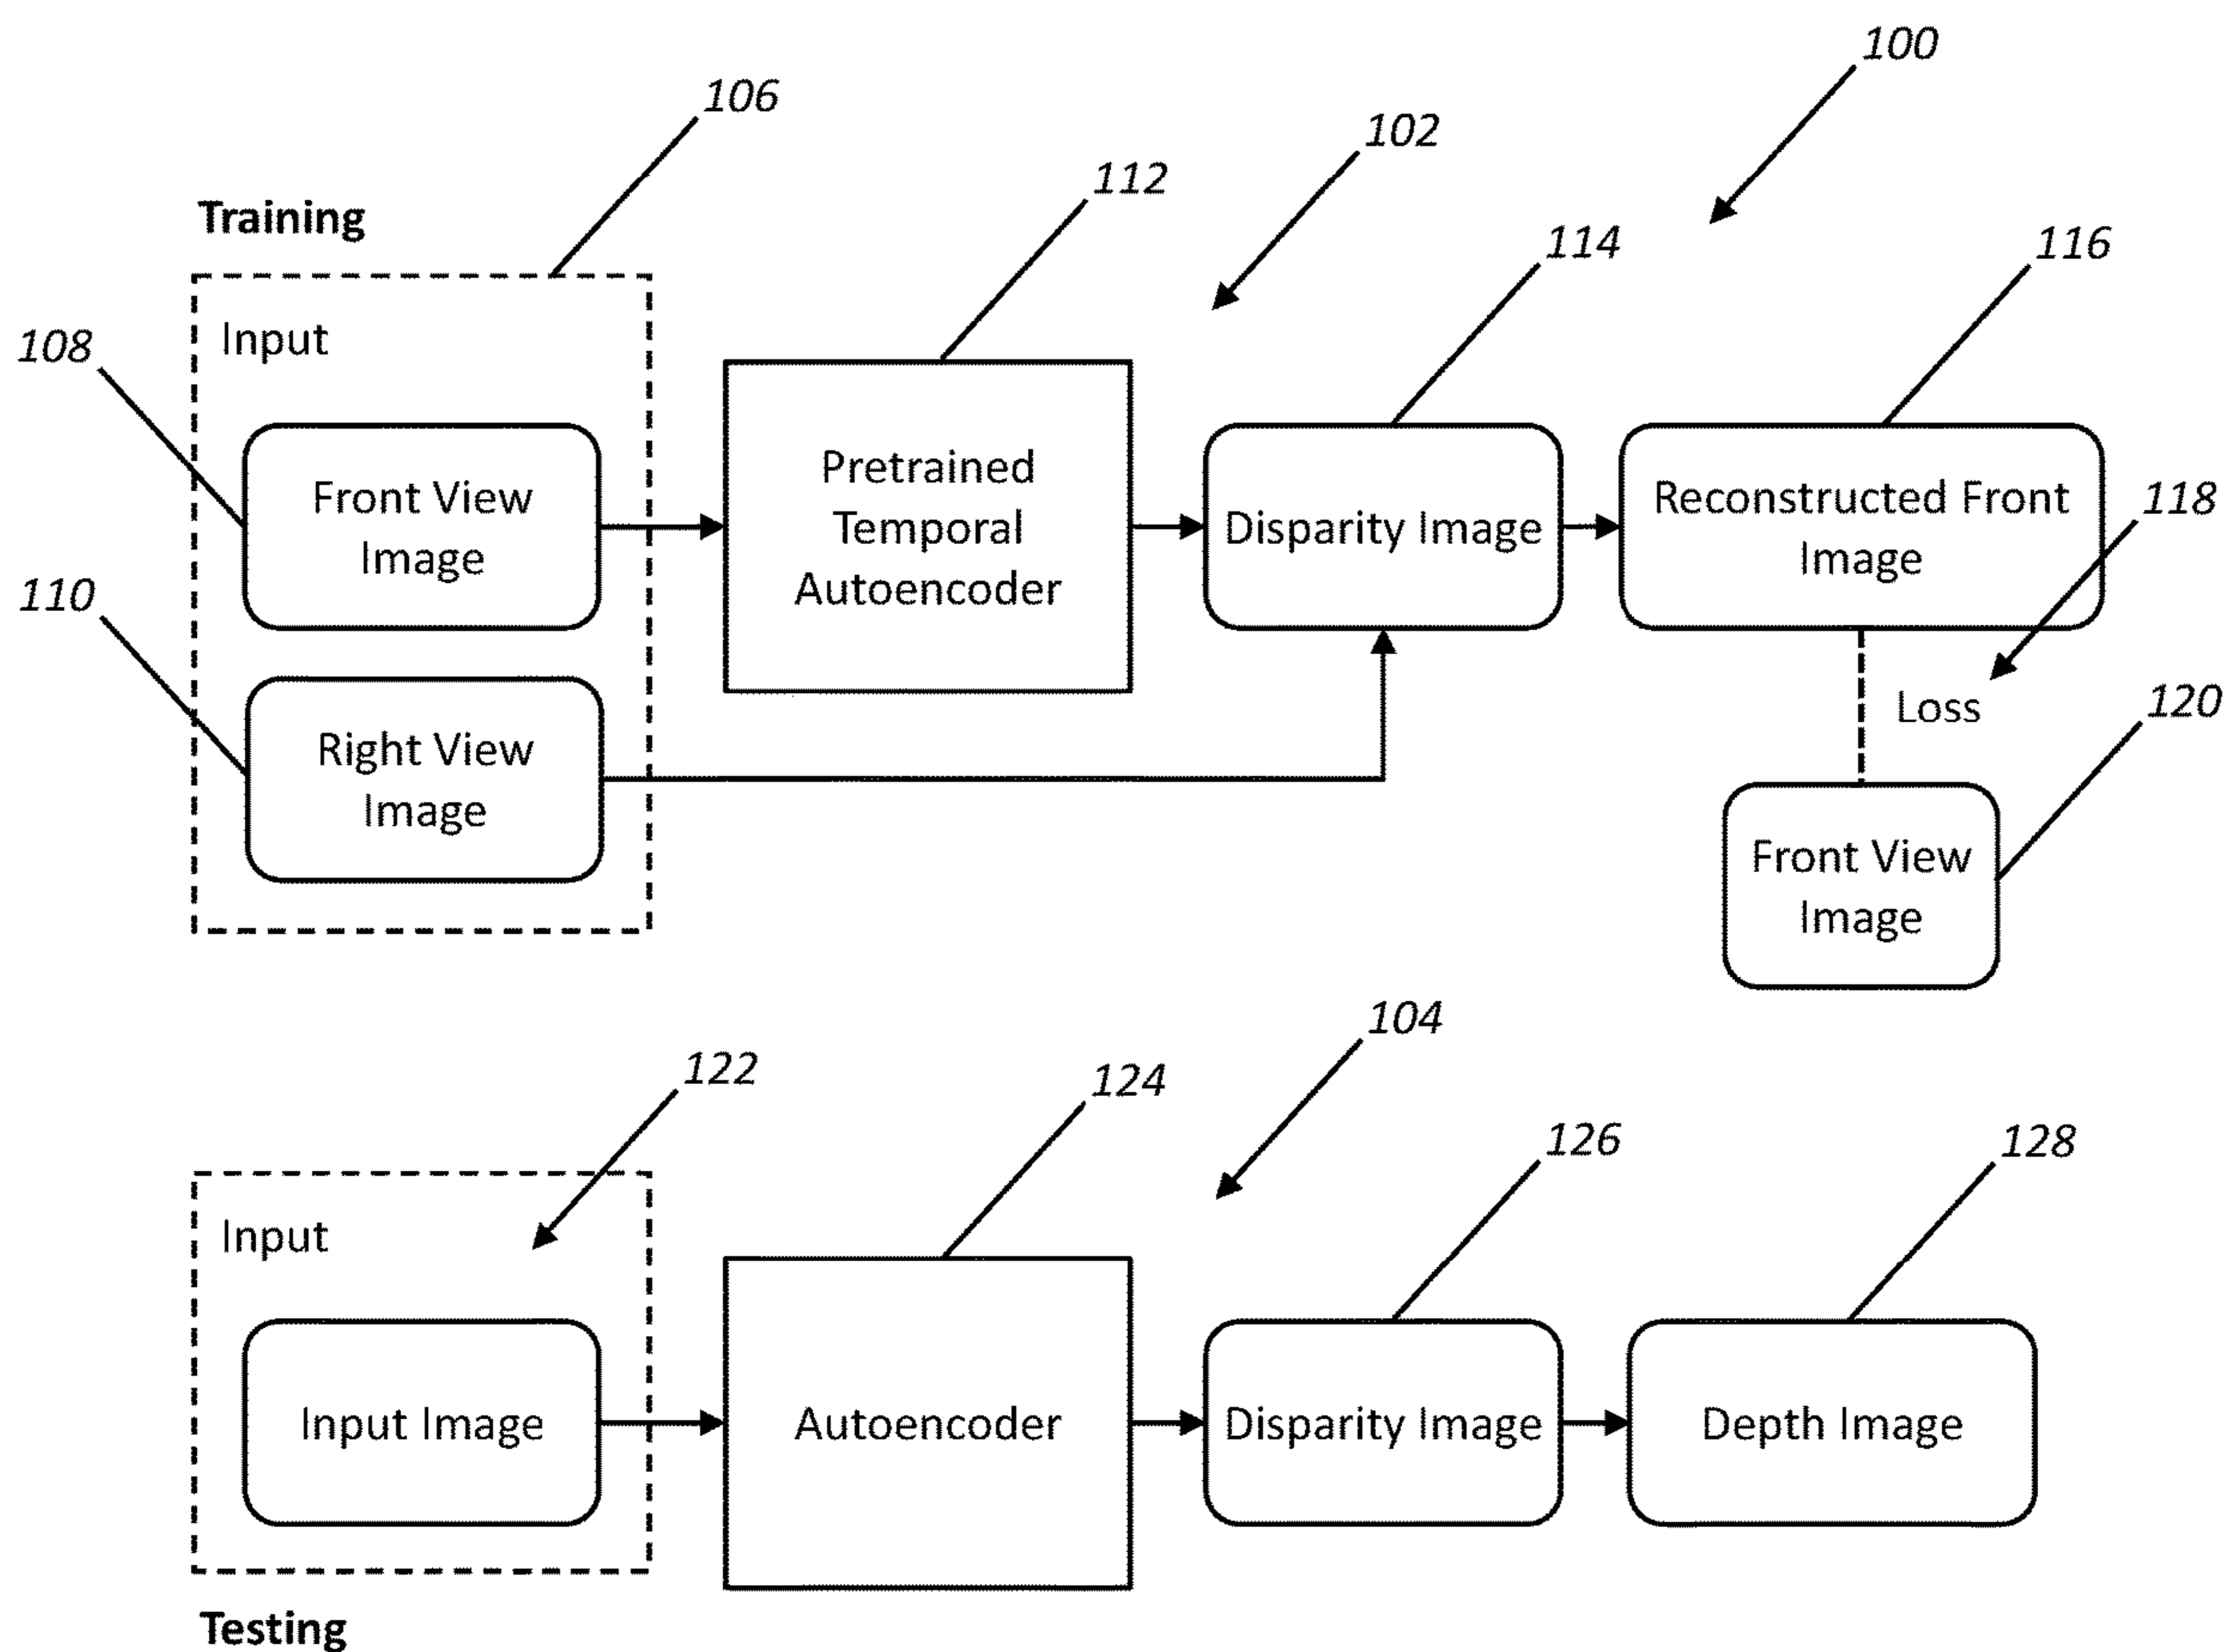 100
106
102
112
Training
114
116
Input
108
Front View
Image
Pretrained
Temporal
Autoencoder
Disparity Image
Reconstructed Front
Image
118
110
Right View
Image
Loss
120
Front View
Image
104
122
124
126
128
Input
Input Image
Autoencoder
Disparity Image
Depth Image
Testing